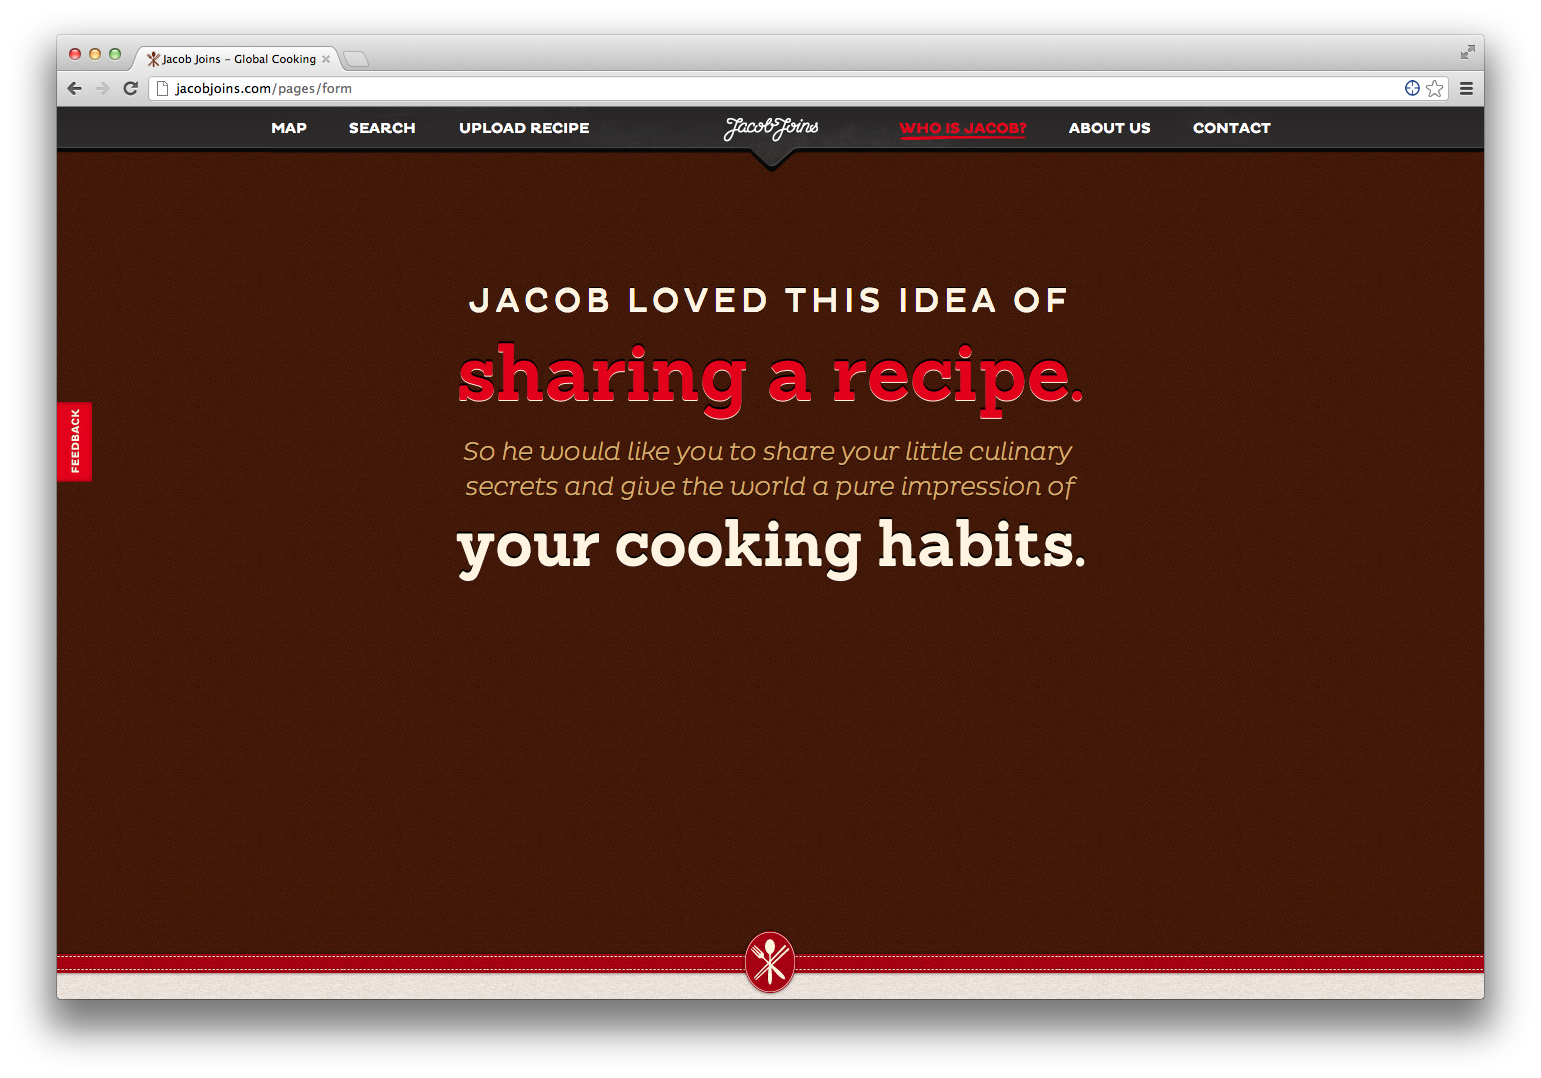 Jacob Joins – Global Cooking
jacobjoins.com/pages/form
MAP SEARCH UPLOAD RECIPE JacobJoins WHO IS JACOB? ABOUT US CONTACT
JACOB LOVED THIS IDEA OF
sharing a recipe.
FEEDBACK
So he would like you to share your little culinary
secrets and give the world a pure impression of
your cooking habits.